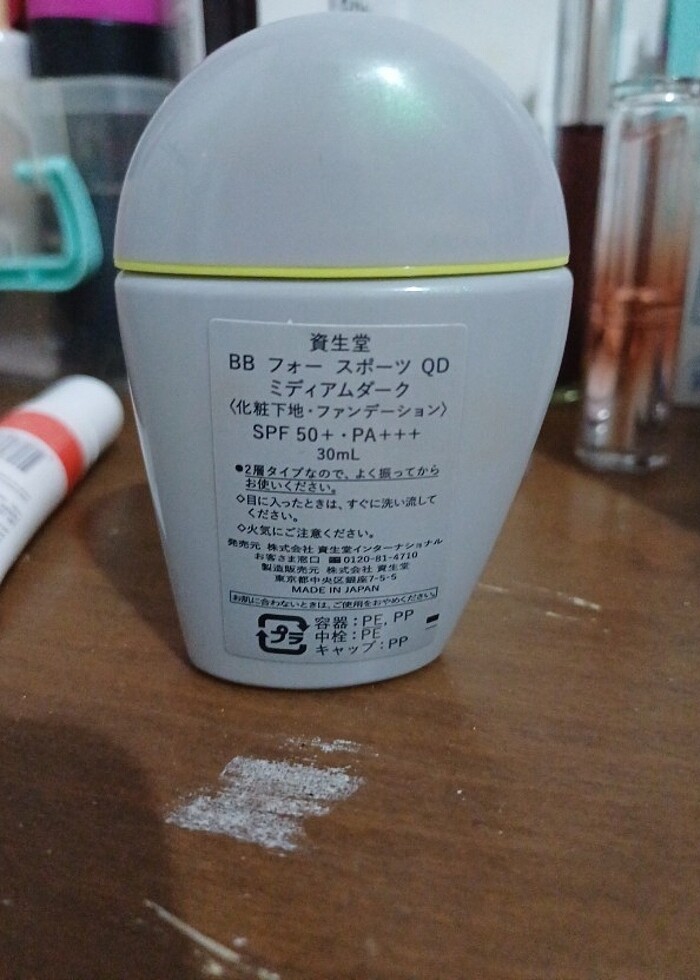 資生堂
BB フォー スポーツ QD
ミディアムダーク
〈化粧下地・ファンデーション〉
SPF 50+・PA+++
30mL
●2層タイプなので、よく振ってから
お使いください。
◇目に入ったときは、すぐに洗い流して
ください。
◇火気にご注意ください。
発売元 株式会社 資生堂インターナショナル
お客さま窓口 0120-81-4710
製造販売元 株式会社 資生堂
東京都中央区銀座7-5-5
MADE IN JAPAN
お肌に合わないときは、ご使用をおやめください。
プラ
容器：PE, PP
中栓：PE
キャップ：PP